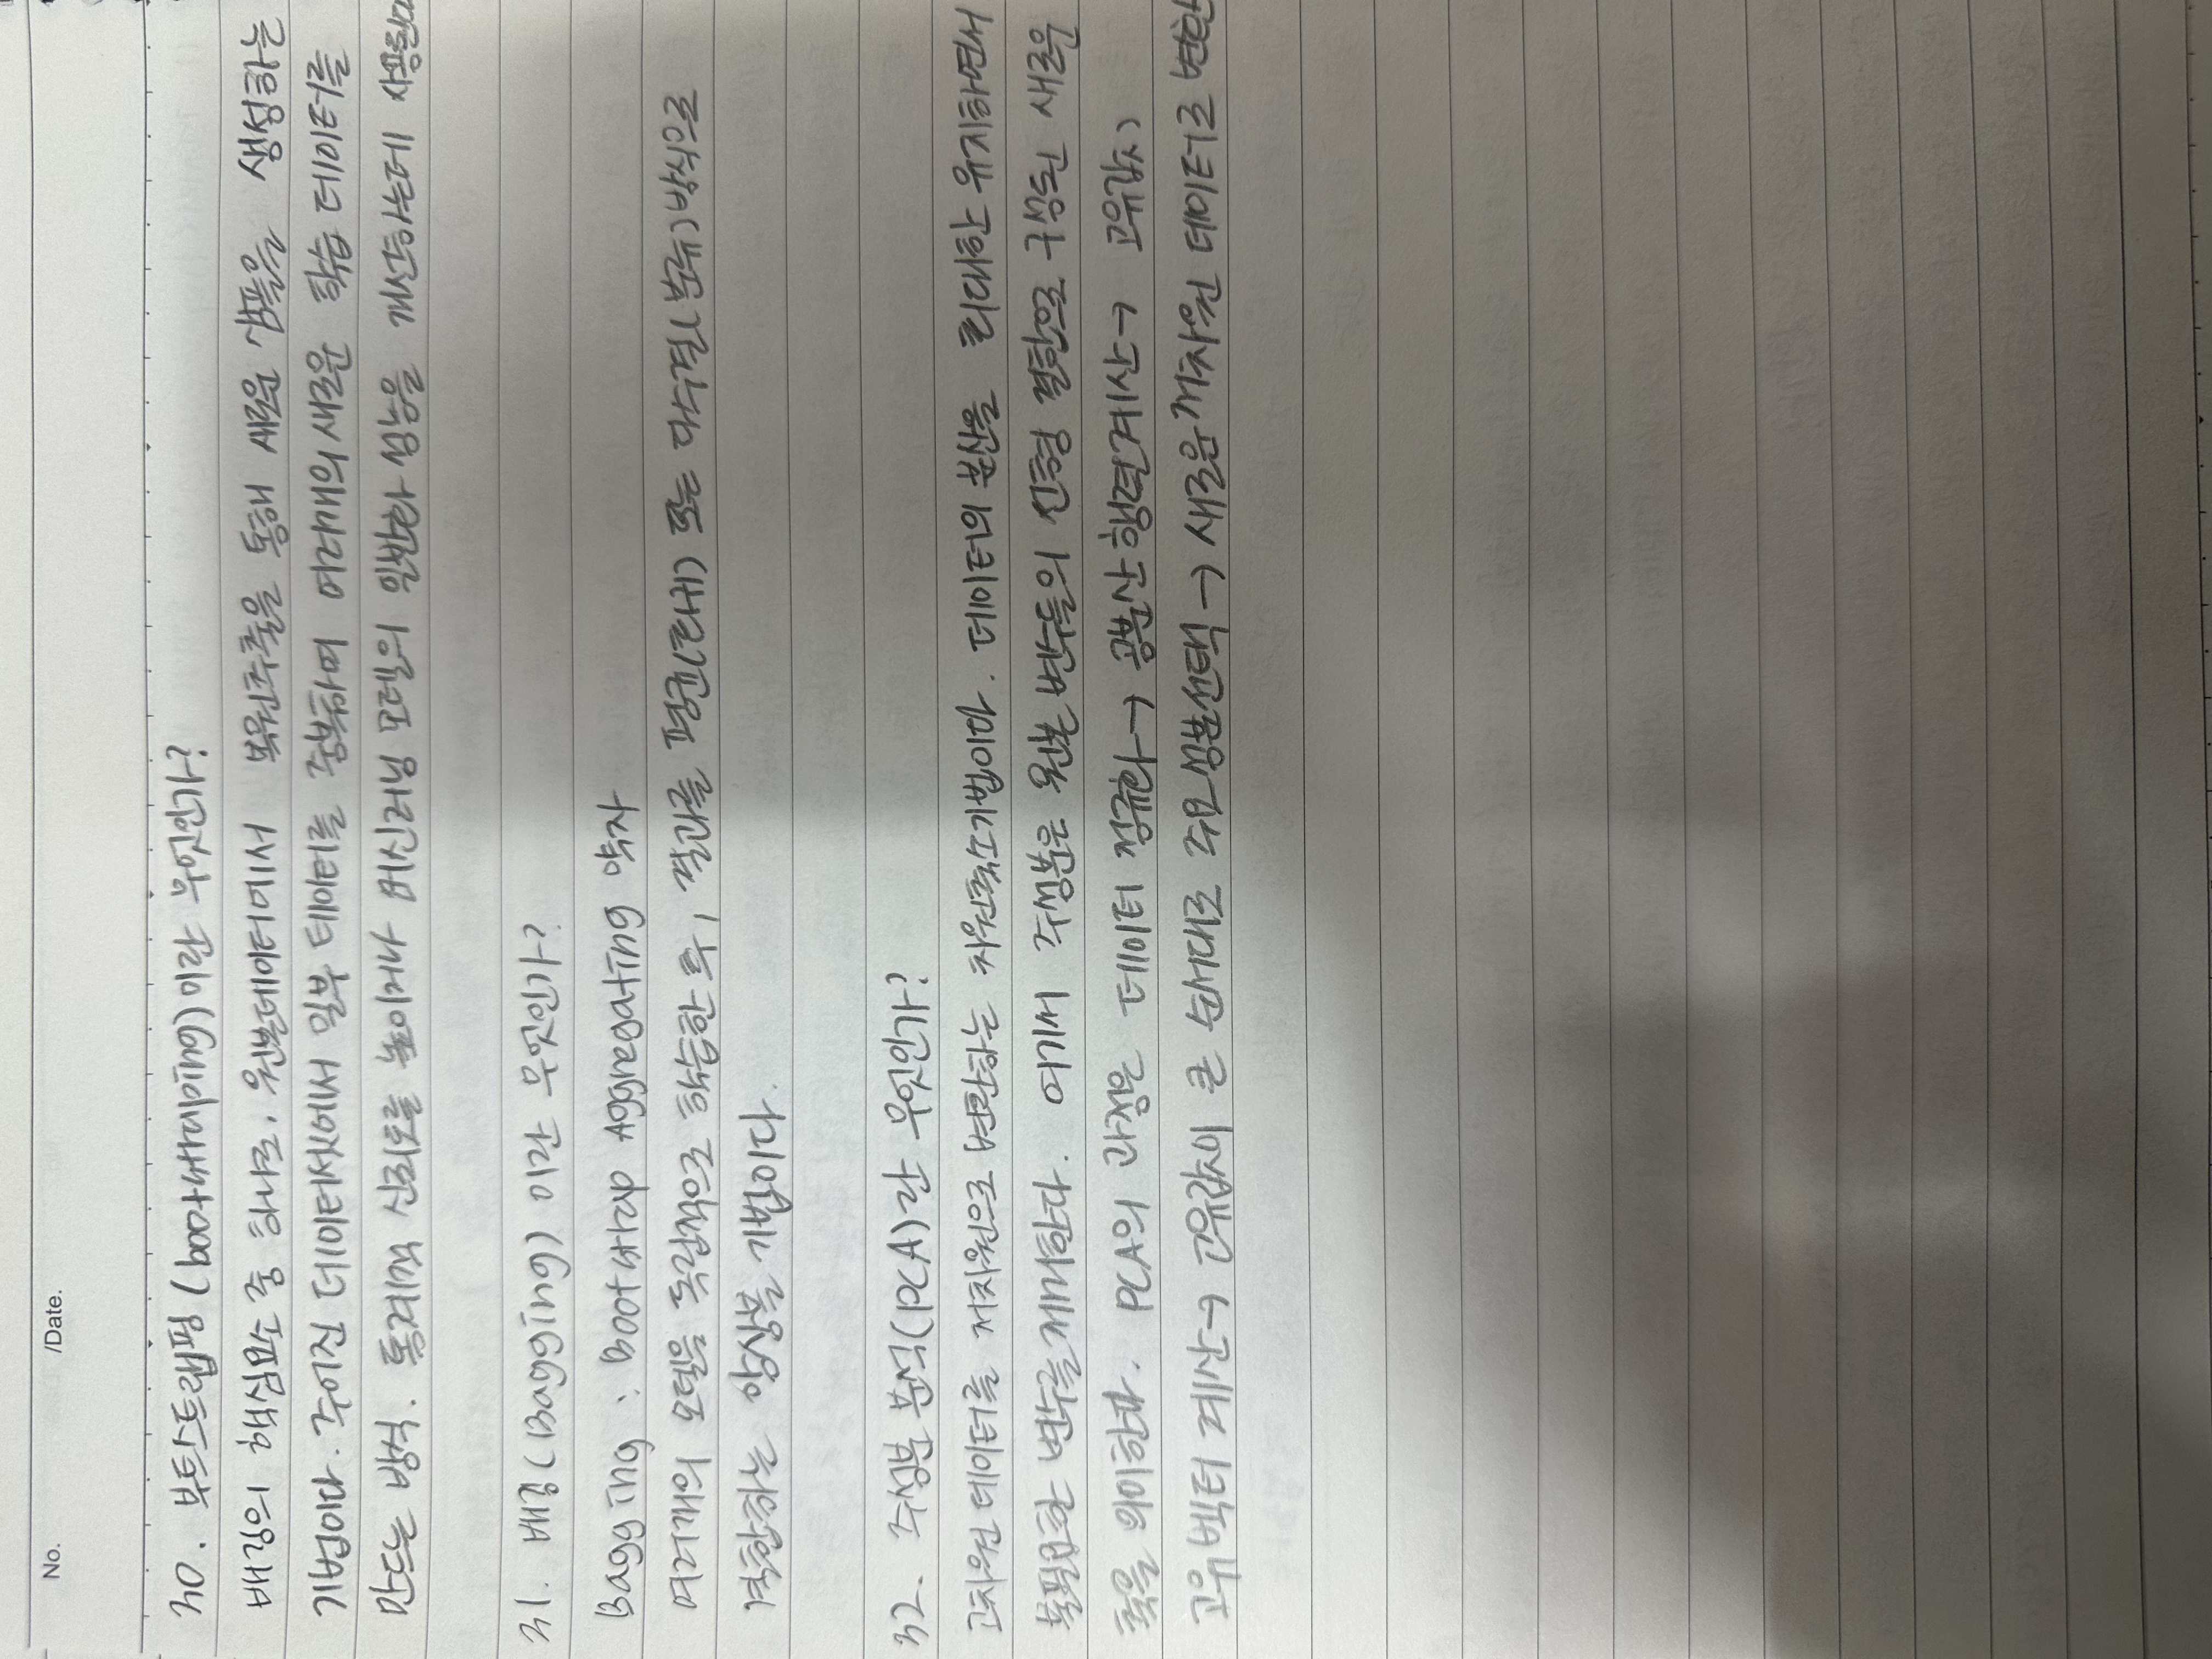 No. /Date.
30.부트스트랩핑 (bootstraping)이란 무엇인가?
배깅의 핵심요소 중 하나로, 원본데이터에서 복원추출을 통해 새로운 샘플을 생성하는
기법이다. 주어진 데이터셋에서 일부 데이터를 중복하며 여러개의 새로운 학습 데이터를
만드는 방식. 통계적 신뢰도를 높이거나 머신러닝 모델의 일반화 성능을 개선하는데 사용된다
31. 배깅(Bagging) 이란 무엇인가?
Bagging : Bootstrap Aggregating 약자
여러개의 모델을 독립적으로 학습한 후, 결과를 평균(회귀) 또는 다수결(분류)방식으로
결합하는 앙상블 기법이다.
32. 주성분 분석(PCA)란 무엇인가?
고차원 데이터를 저차원으로 변환하는 차원축소기법이다. 데이터의 분산을 최대한 유지하면서
불필요한 변수를 제거한다. 여기서 주성분은 원본 변수들의 선형 결합으로 구성된 새로운
축을 의미한다. PCA의 과정은 데이터 정규화→ 공분산 행렬계산→ 고유값,
고유벡터 계산→ 고유값이 큰 순서대로 주요성분선택 → 새로운 저차원 데이터로 변환